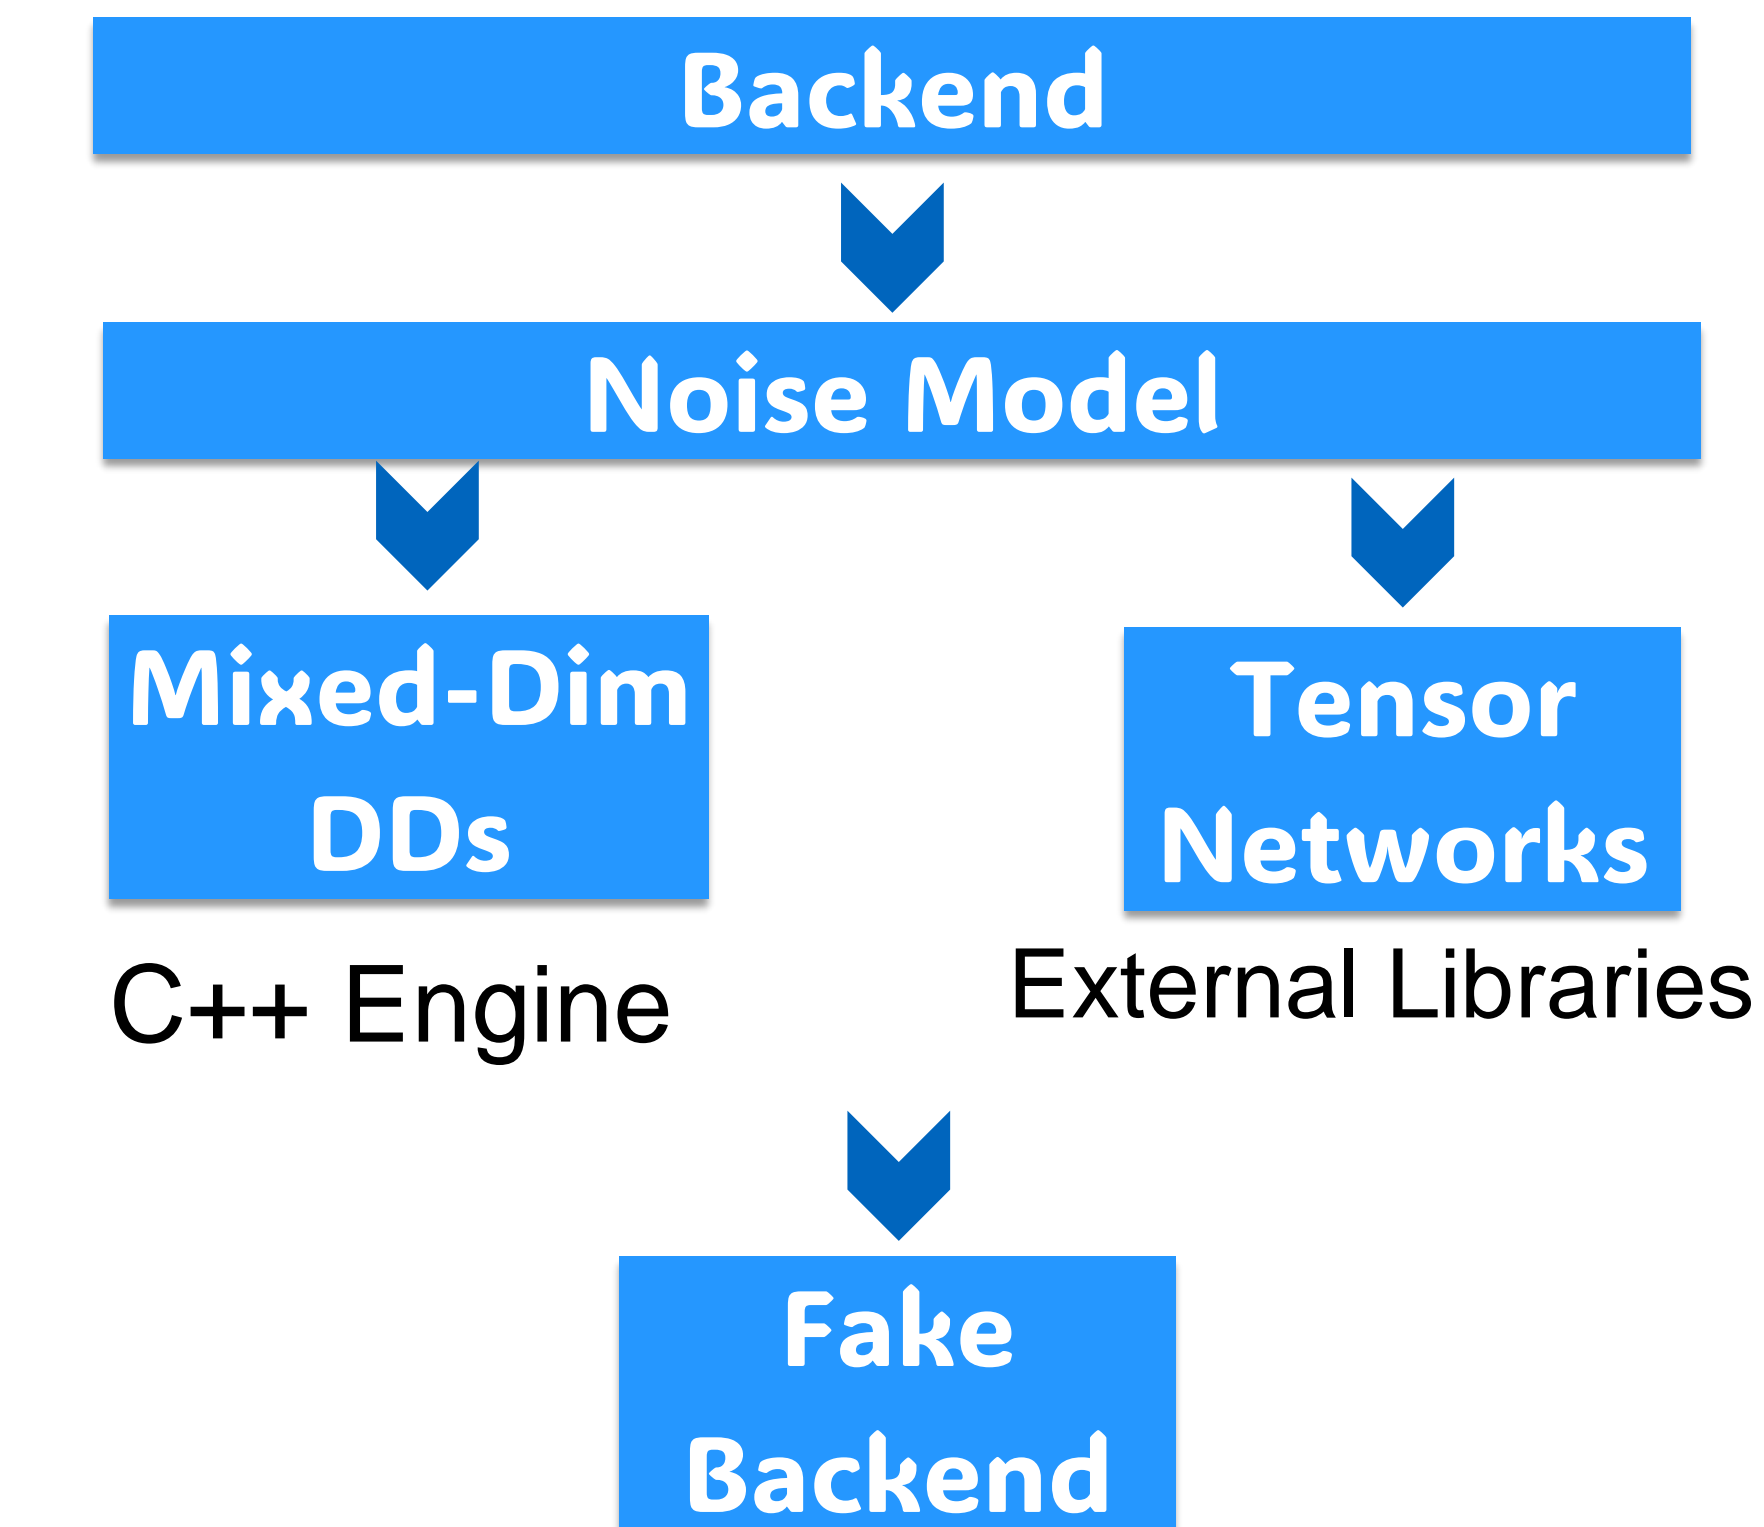 Backend
Noise Model
Mixed-Dim
DDs
Tensor
Networks
C++ Engine
External Libraries
Fake
Backend